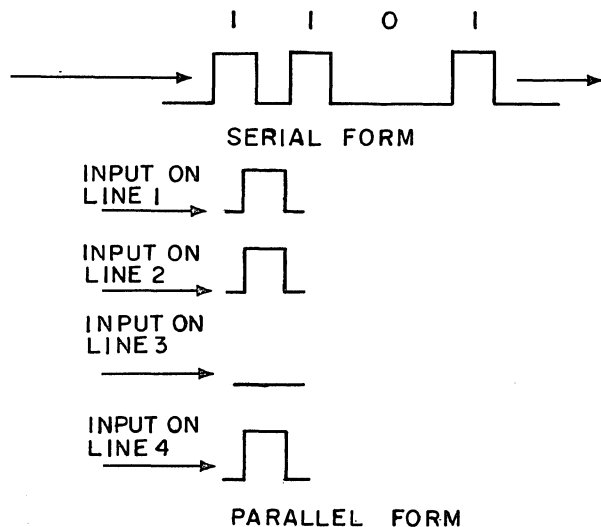 1 1 0 1
SERIAL FORM
INPUT ON
LINE 1
INPUT ON
LINE 2
INPUT ON
LINE 3
INPUT ON
LINE 4
PARALLEL FORM